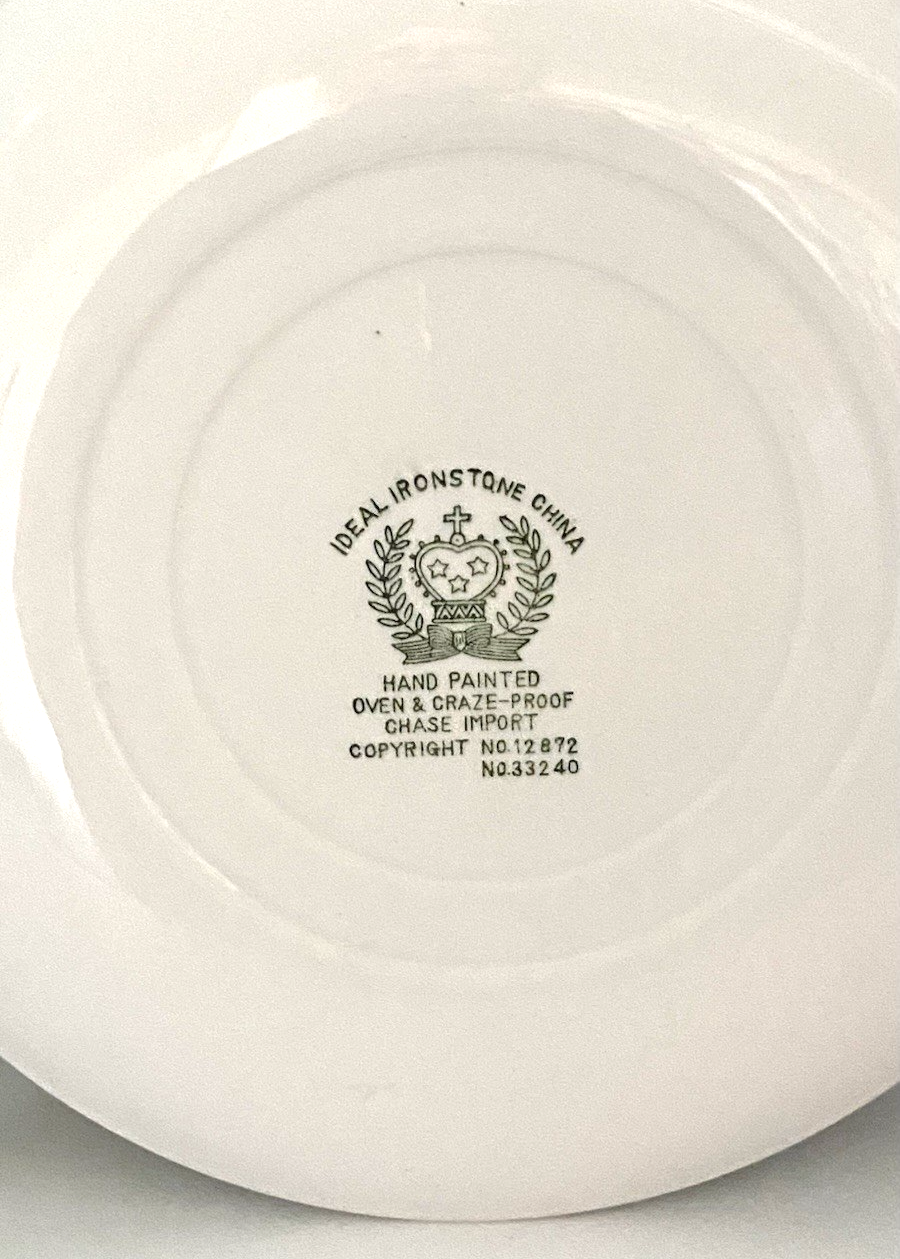 IDEAL IRONSTONE CHINA
HAND PAINTED
OVEN & CRAZE-PROOF
CHASE IMPORT
COPYRIGHT NO.12872
NO.33240